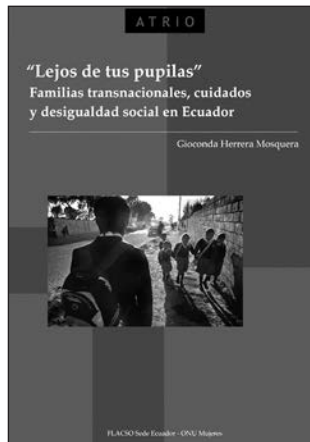 ATRIO
“Lejos de tus pupilas”
Familias transnacionales, cuidados
y desigualdad social en Ecuador
Gioconda Herrera Mosquera
FLACSO Sede Ecuador - ONU Mujeres